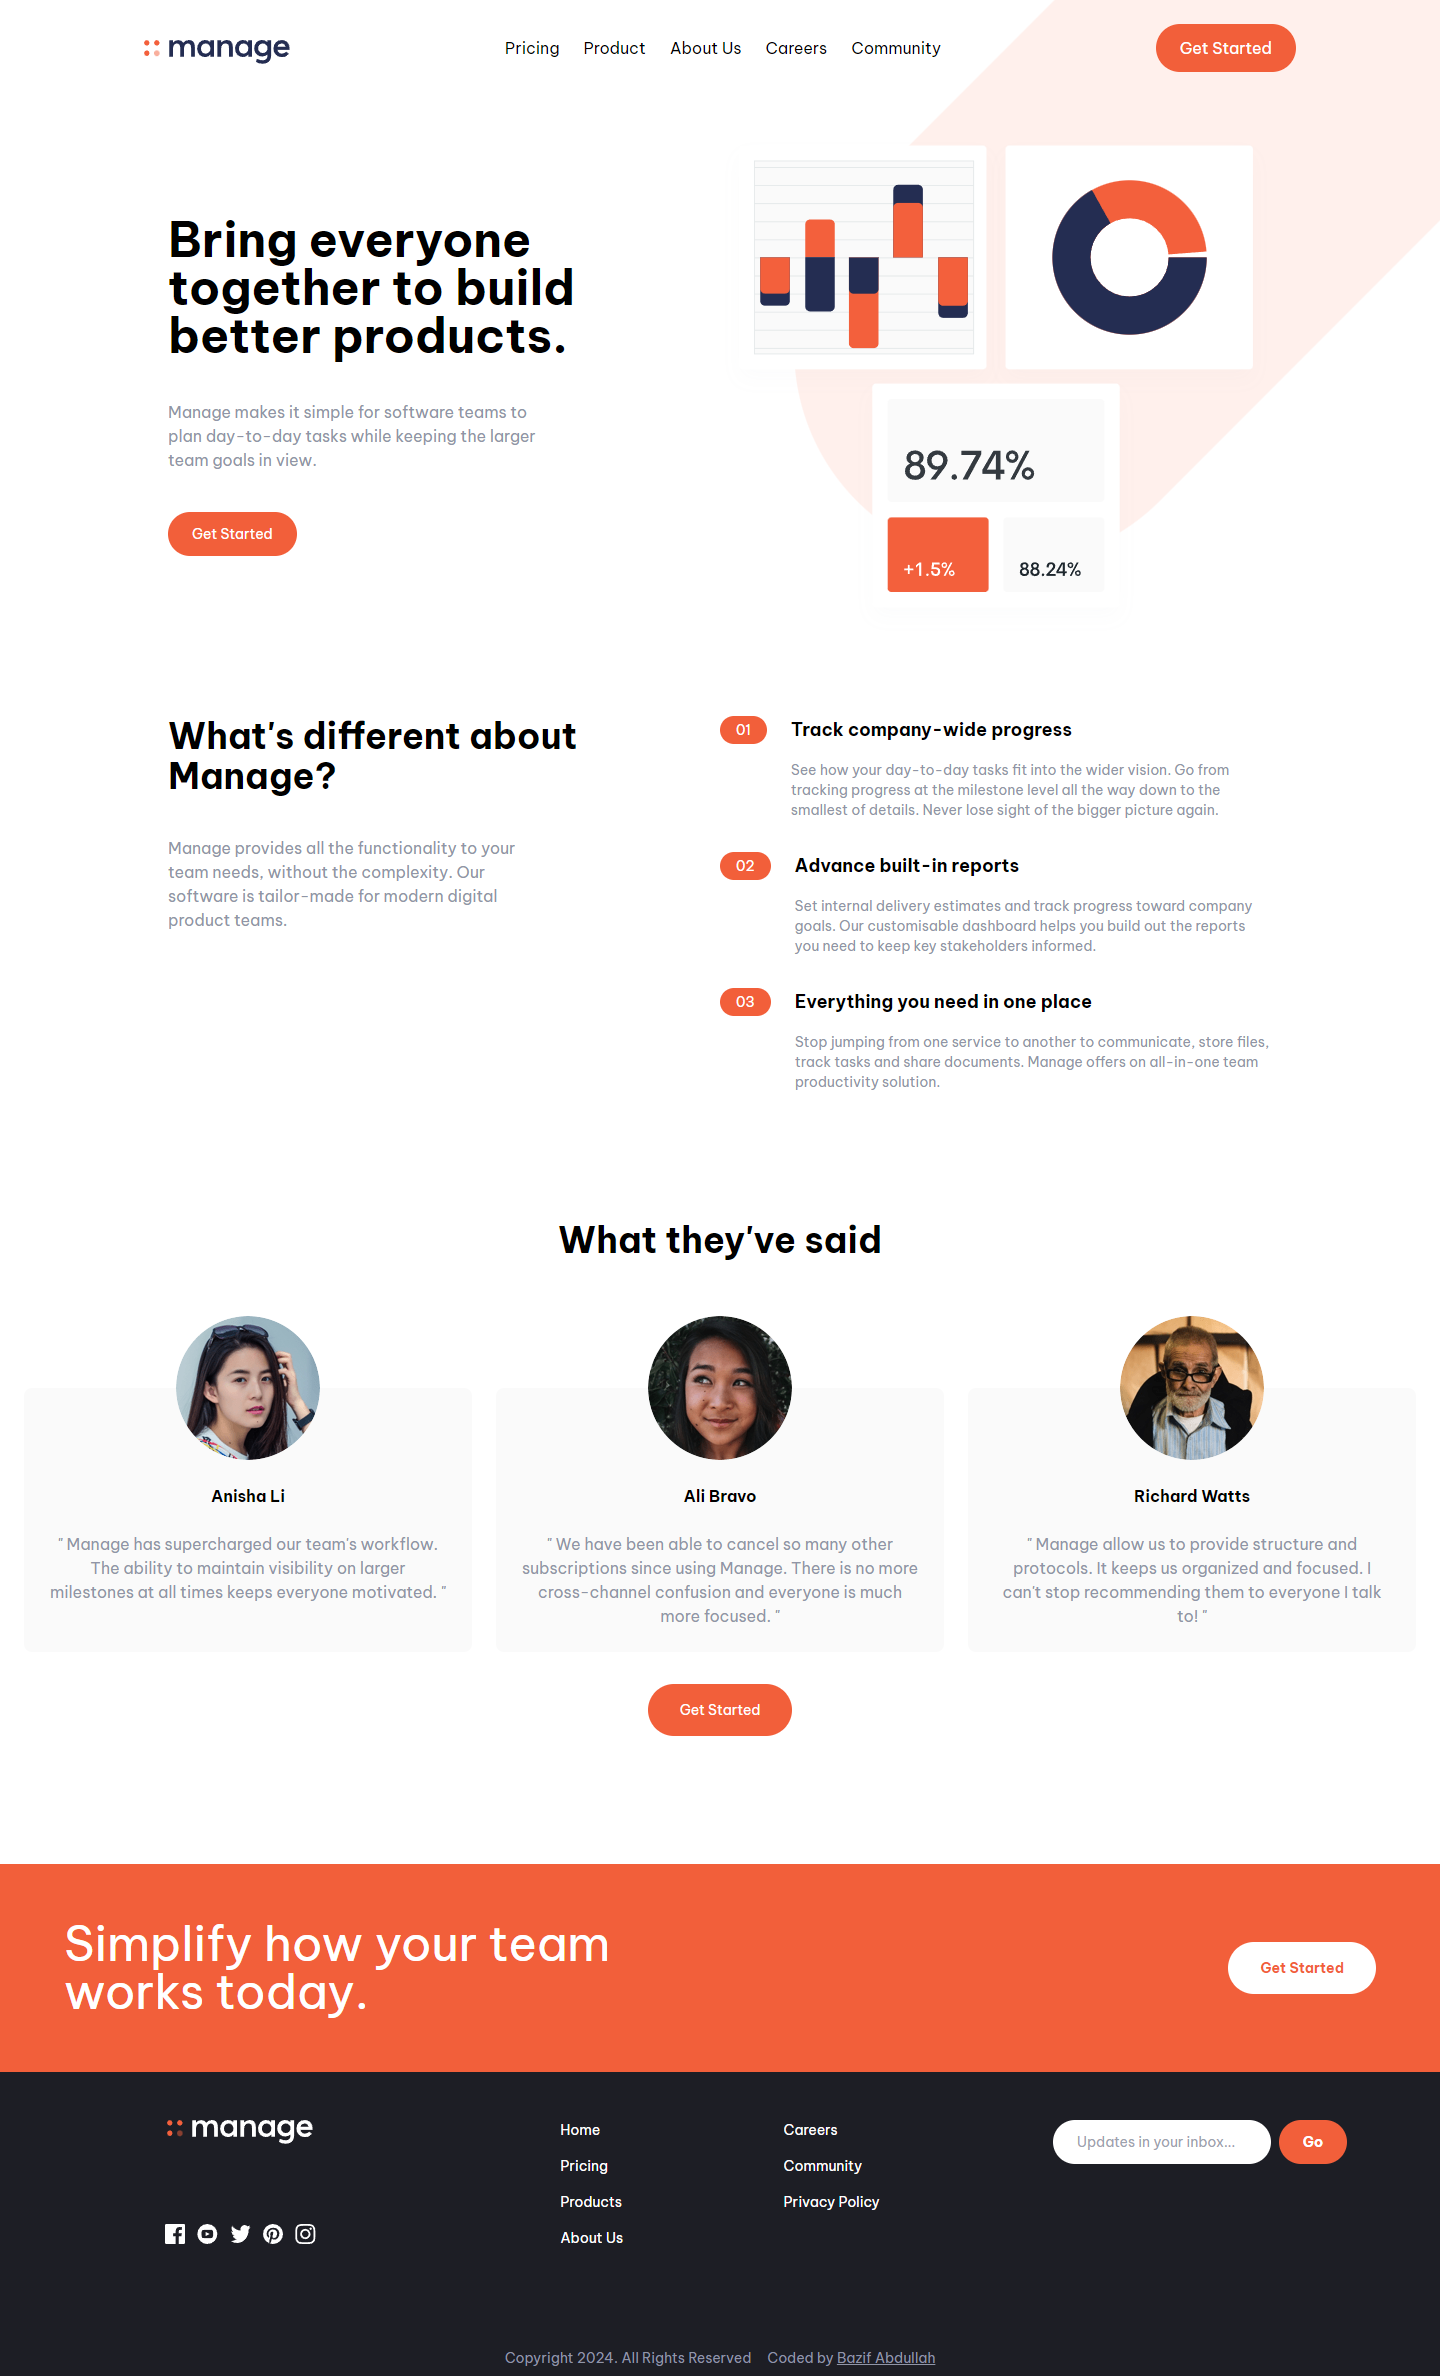 manage
Pricing Product About Us Careers Community
Get Started
Bring everyone
together to build
better products.
Manage makes it simple for software teams to
plan day-to-day tasks while keeping the larger
team goals in view.
Get Started
89.74%
+1.5%
88.24%
What's different about
Manage?
Manage provides all the functionality to your
team needs, without the complexity. Our
software is tailor-made for modern digital
product teams.
01
Track company-wide progress
See how your day-to-day tasks fit into the wider vision. Go from
tracking progress at the milestone level all the way down to the
smallest of details. Never lose sight of the bigger picture again.
02
Advance built-in reports
Set internal delivery estimates and track progress toward company
goals. Our customisable dashboard helps you build out the reports
you need to keep key stakeholders informed.
03
Everything you need in one place
Stop jumping from one service to another to communicate, store files,
track tasks and share documents. Manage offers on all-in-one team
productivity solution.
What they've said
Anisha Li
" Manage has supercharged our team's workflow.
The ability to maintain visibility on larger
milestones at all times keeps everyone motivated. "
Ali Bravo
" We have been able to cancel so many other
subscriptions since using Manage. There is no more
cross-channel confusion and everyone is much
more focused. "
Richard Watts
" Manage allow us to provide structure and
protocols. It keeps us organized and focused. I
can't stop recommending them to everyone I talk
to! "
Get Started
Simplify how your team
works today.
Get Started
manage
Home
Pricing
Products
About Us
Careers
Community
Privacy Policy
Updates in your inbox...
Go
Copyright 2024. All Rights Reserved Coded by Bazif Abdullah